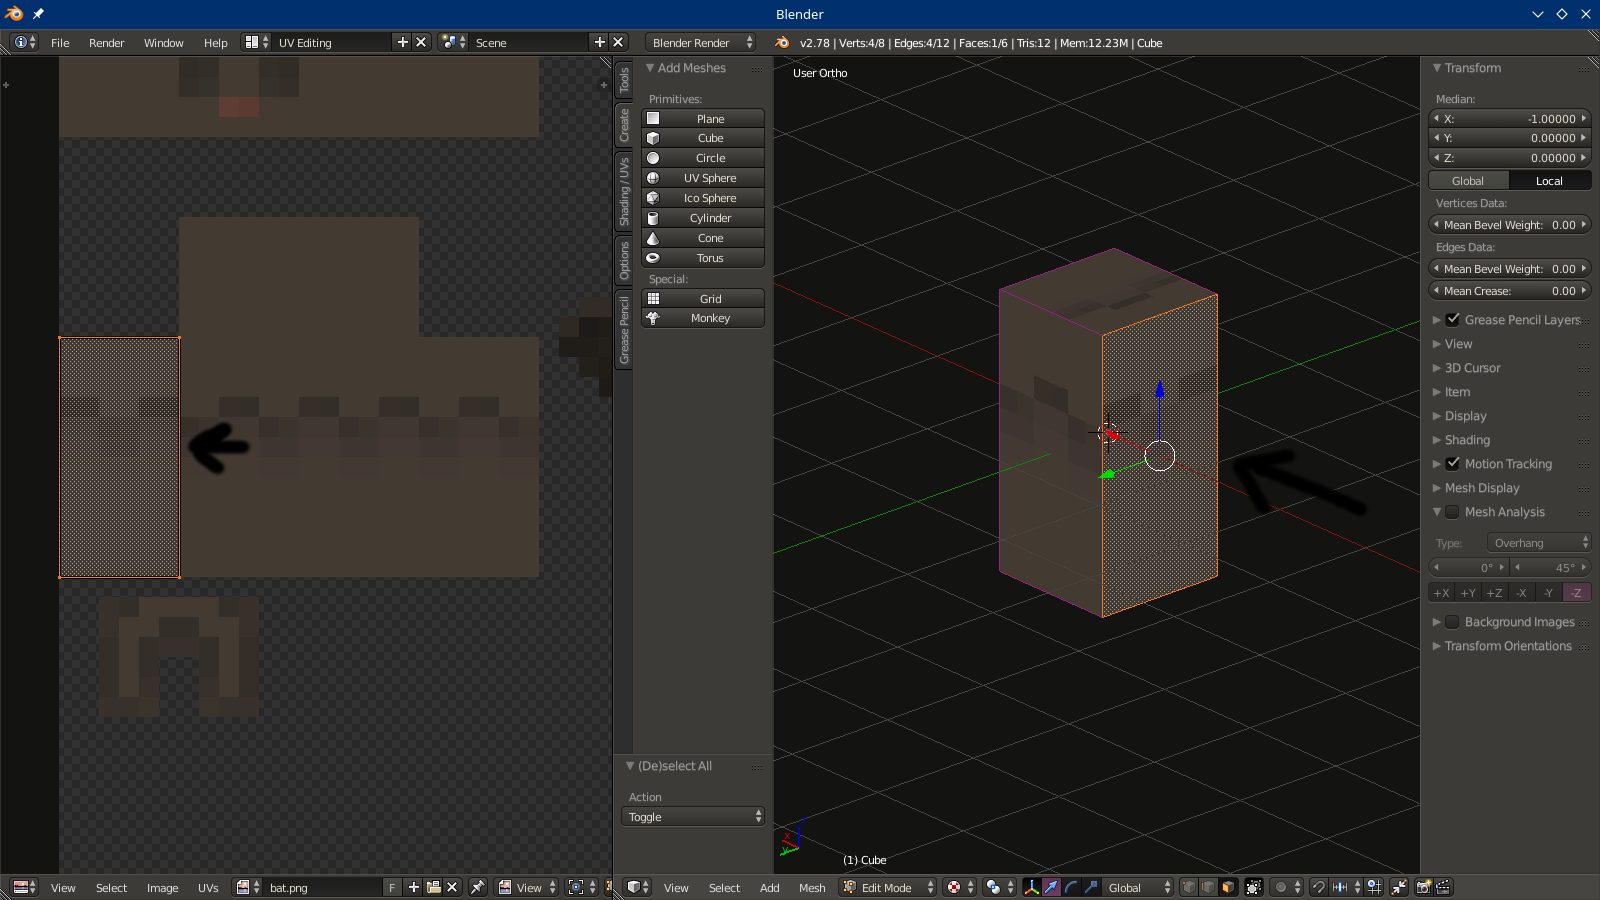 Blender
File Render Window Help UV Editing Scene Blender Render v2.78 | Verts:4/8 | Edges:4/12 | Faces:1/6 | Tris:12 | Mem:12.23M | Cube
Tools
Create
Shading / UVs
Options
Grease Pencil
Add Meshes
Primitives:
Plane
Cube
Circle
UV Sphere
Ico Sphere
Cylinder
Cone
Torus
Special:
Grid
Monkey
(De)select All
Action
Toggle
User Ortho
(1) Cube
Transform
Median:
X: -1.00000
Y: 0.00000
Z: 0.00000
Global Local
Vertices Data:
Mean Bevel Weight: 0.00
Edges Data:
Mean Bevel Weight: 0.00
Mean Crease: 0.00
Grease Pencil Layers
View
3D Cursor
Item
Display
Shading
Motion Tracking
Mesh Display
Mesh Analysis
Type: Overhang
0° 45°
+X +Y +Z -X -Y -Z
Background Images
Transform Orientations
View Select Image UVs bat.png F View
View Select Add Mesh Edit Mode Global